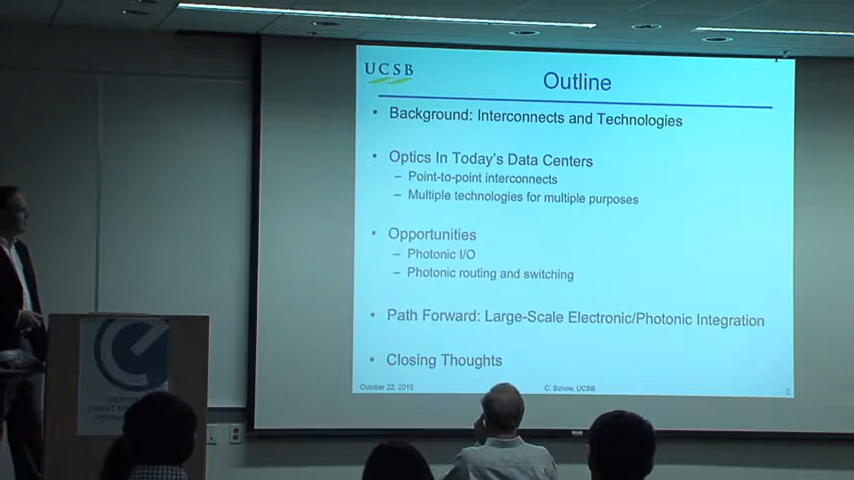 UCSB
Outline
• Background: Interconnects and Technologies
• Optics In Today's Data Centers
– Point-to-point interconnects
– Multiple technologies for multiple purposes
• Opportunities
– Photonic I/O
– Photonic routing and switching
• Path Forward: Large-Scale Electronic/Photonic Integration
• Closing Thoughts
October 22, 2015
C. Schow, UCSB
2